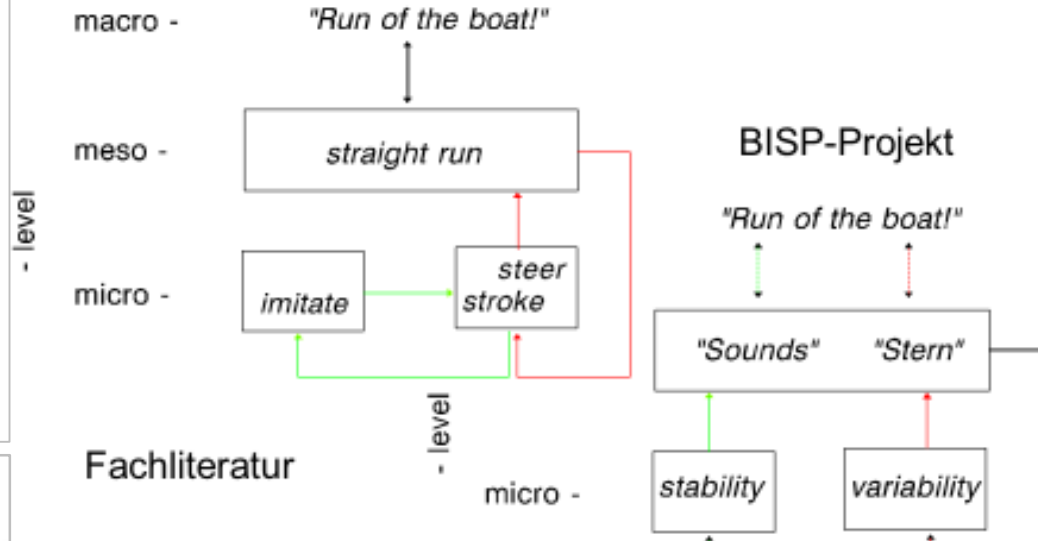 macro - "Run of the boat!"
meso - straight run
- level
micro - imitate
steer
stroke
Fachliteratur
BISP-Projekt
"Run of the boat!"
"Sounds" "Stern"
- level
micro - stability variability